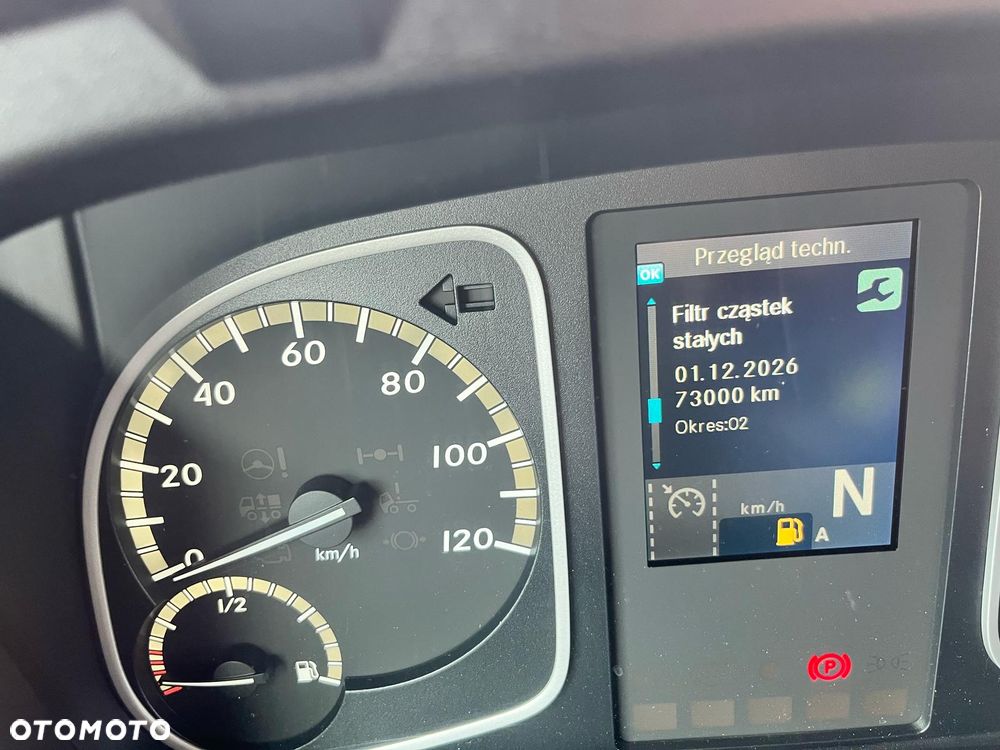 Przegląd techn.
OK
Filtr cząstek
stałych
01.12.2026
73000 km
Okres:02
km/h
N
A
0
20
40
60
80
100
120
km/h
1/2
P
OTOMOTO